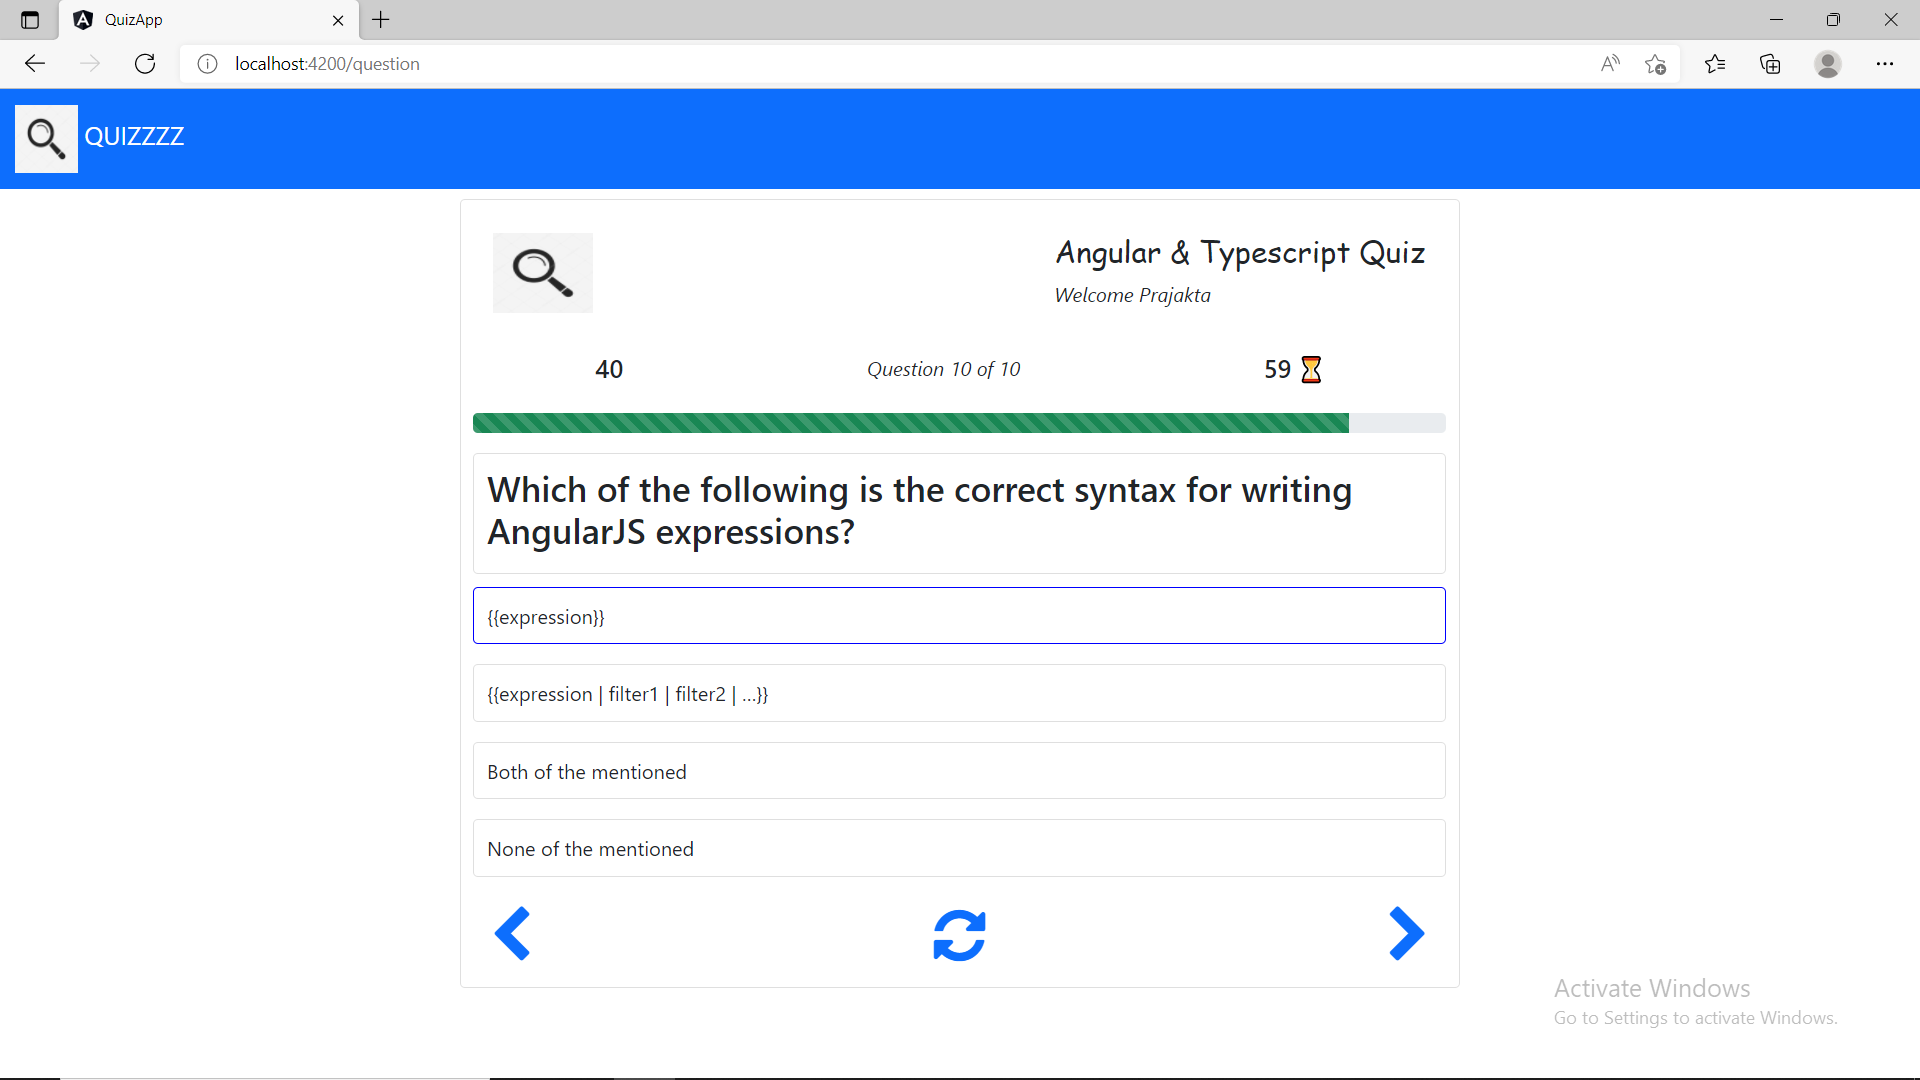 QuizApp
localhost:4200/question
QUIZZZZ
Angular & Typescript Quiz
Welcome Prajakta
40
Question 10 of 10
59
Which of the following is the correct syntax for writing
AngularJS expressions?
{{expression}}
{{expression | filter1 | filter2 | ...}}
Both of the mentioned
None of the mentioned
Activate Windows
Go to Settings to activate Windows.